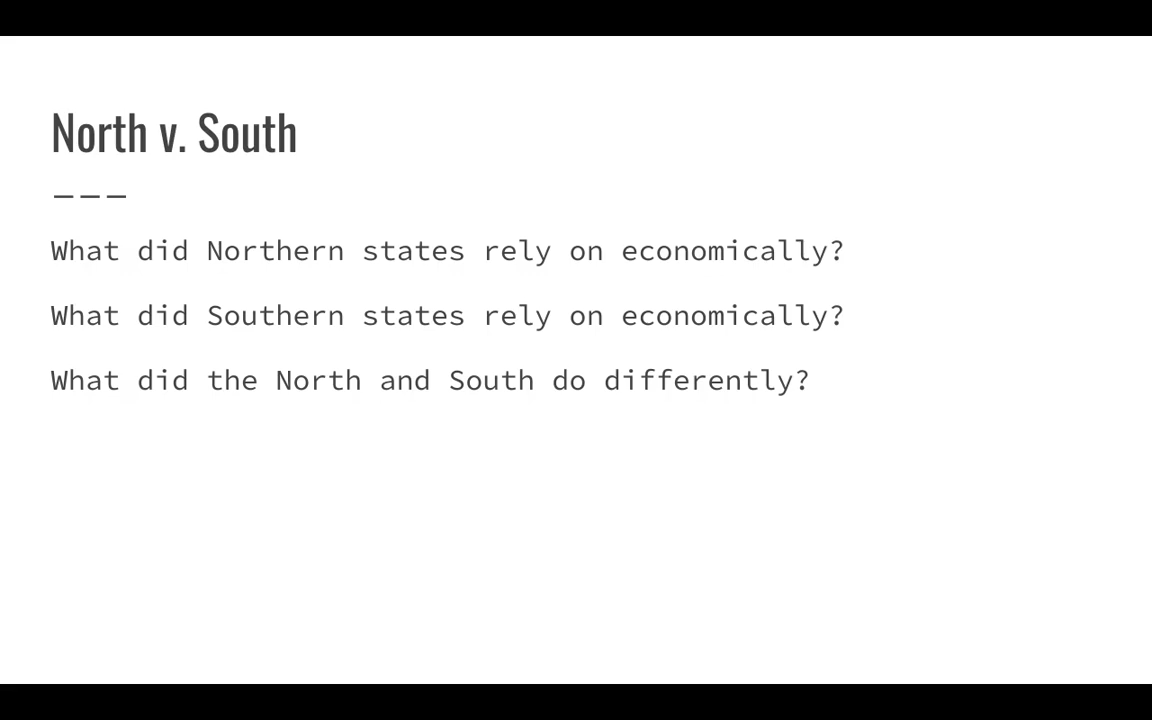 North v. South
———
What did Northern states rely on economically?
What did Southern states rely on economically?
What did the North and South do differently?